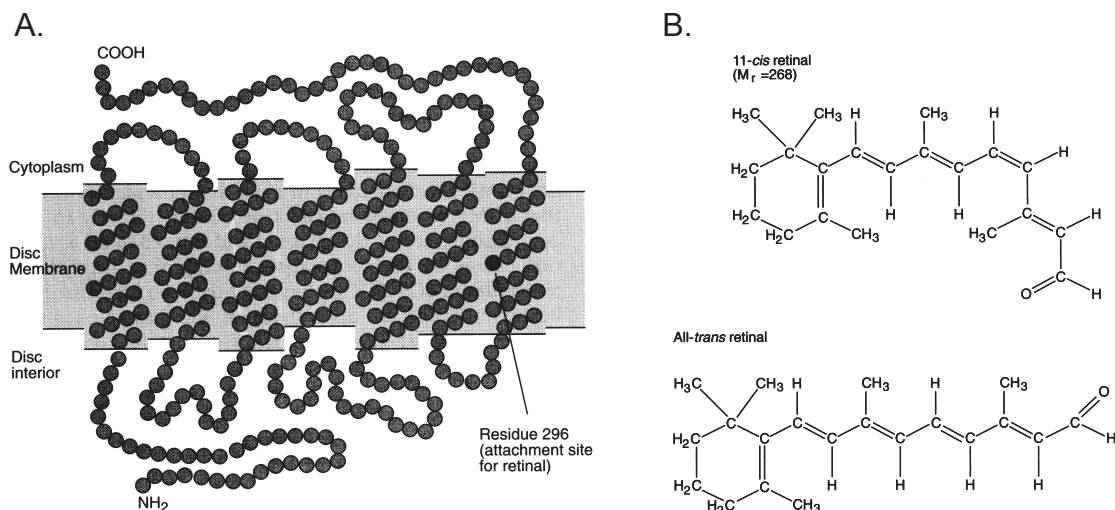 A.
COOH
Cytoplasm
Disc
Membrane
Disc
interior
NH2
Residue 296
(attachment site
for retinal)
B.
11-cis retinal
(Mr =268)
H3C
CH3
H
CH3
H
C
C
C
C
C
C
C
H
H2C
C
H
H
H2C
H2C
C
CH3
H3C
C
C
H
O
C
H
All-trans retinal
H3C
CH3
H
CH3
H
CH3
O
C
C
C
C
C
C
C
H2C
C
C
C
C
C
H
H2C
C
H
H
H
H
H2C
CH3